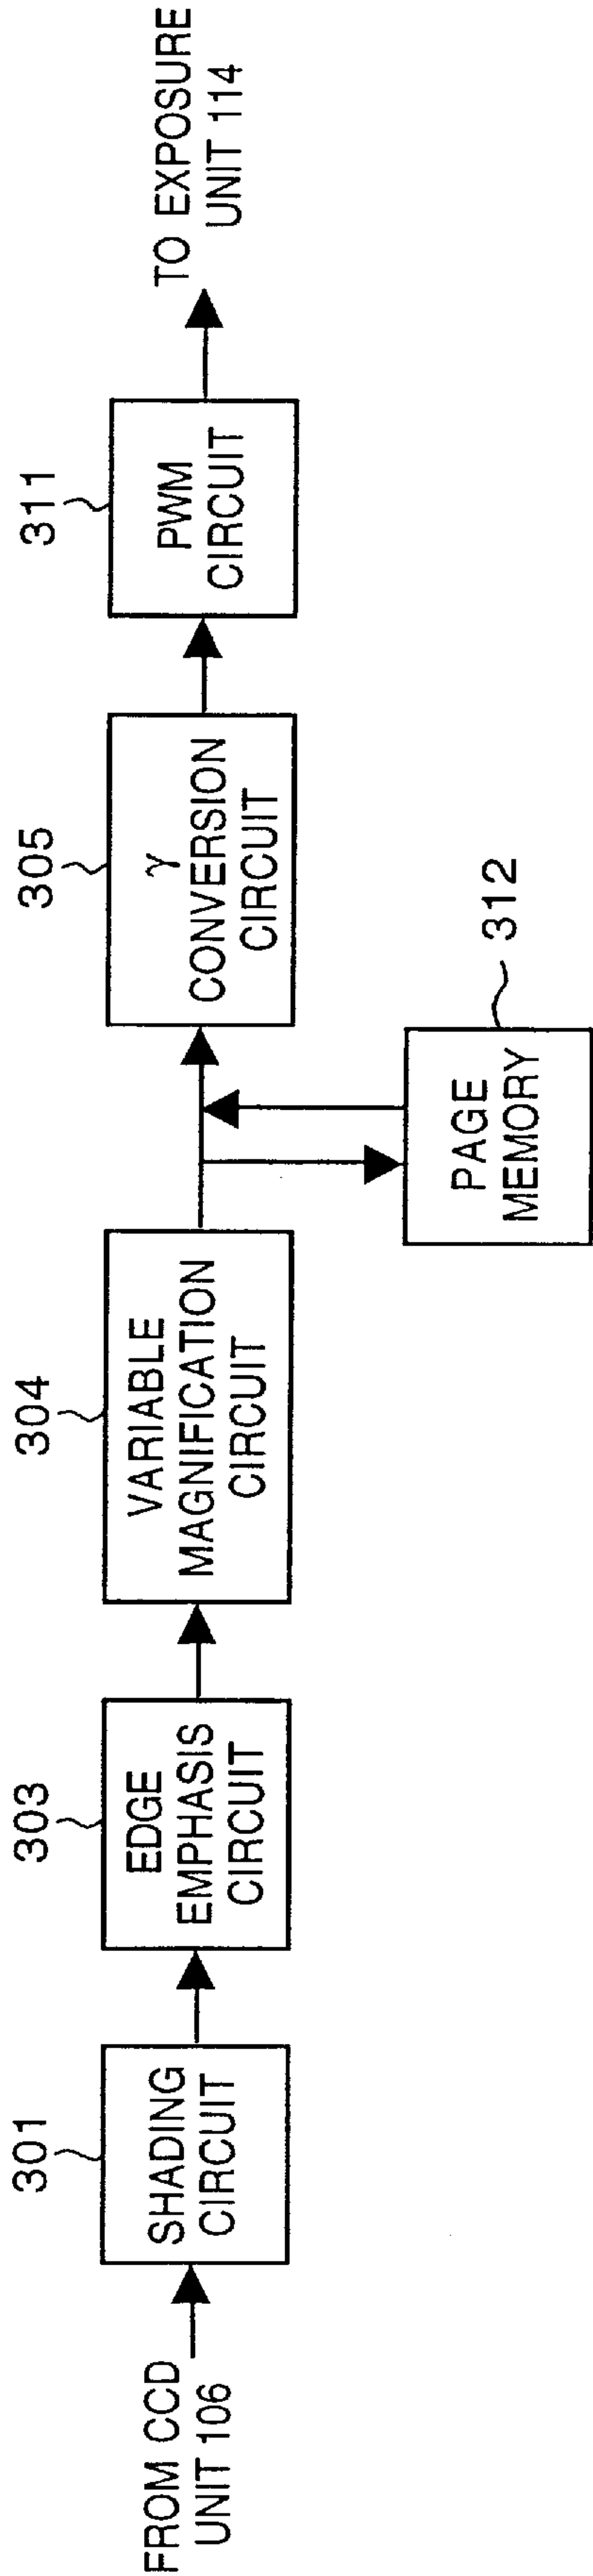 FROM CCD
UNIT 106
301
SHADING
CIRCUIT
303
EDGE
EMPHASIS
CIRCUIT
304
VARIABLE
MAGNIFICATION
CIRCUIT
PAGE
MEMORY
312
305
γ
CONVERSION
CIRCUIT
311
PWM
CIRCUIT
TO EXPOSURE
UNIT 114